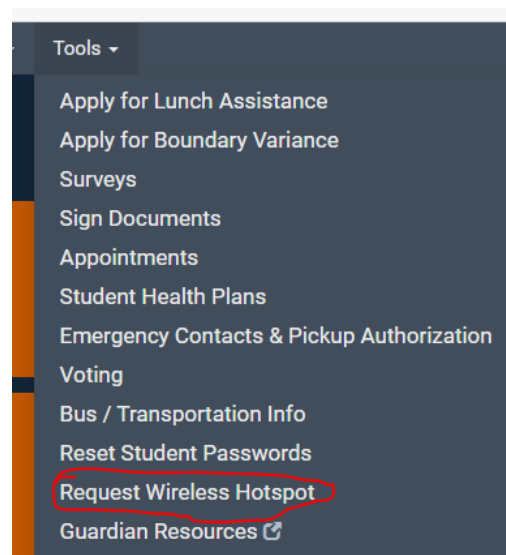 Tools
Apply for Lunch Assistance
Apply for Boundary Variance
Surveys
Sign Documents
Appointments
Student Health Plans
Emergency Contacts & Pickup Authorization
Voting
Bus / Transportation Info
Reset Student Passwords
Request Wireless Hotspot
Guardian Resources